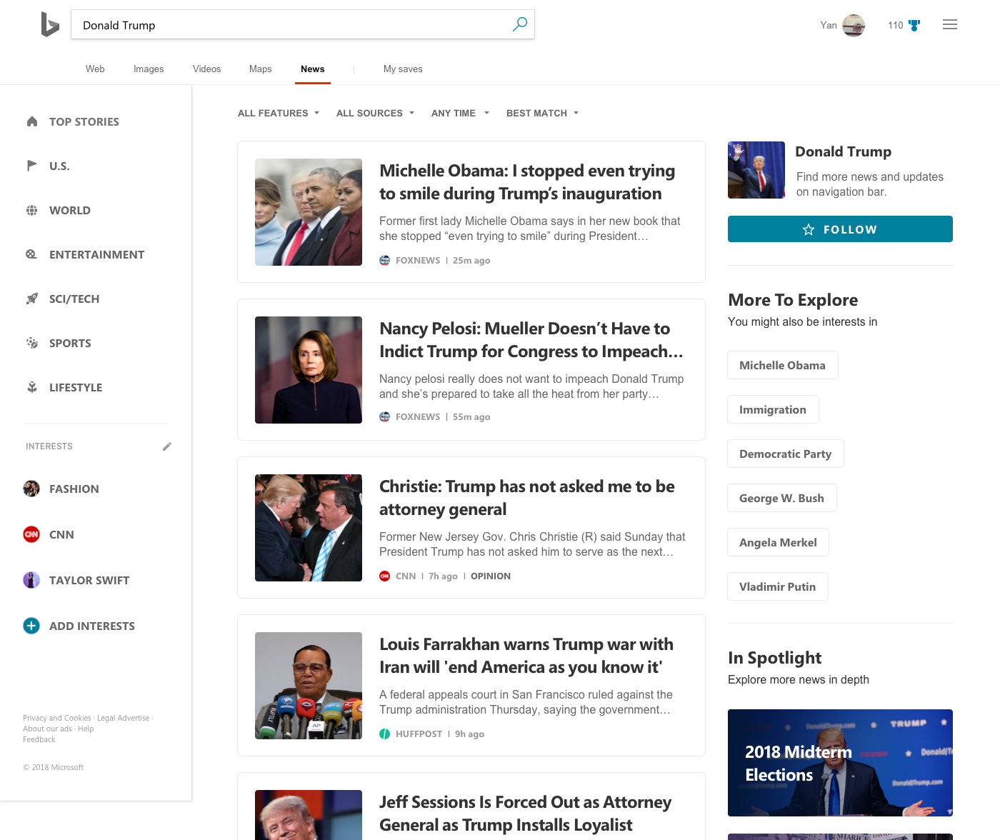 Donald Trump
Yan
110
Web Images Videos Maps News My saves
TOP STORIES
U.S.
WORLD
ENTERTAINMENT
SCI/TECH
SPORTS
LIFESTYLE
INTERESTS
FASHION
CNN
CNN
TAYLOR SWIFT
ADD INTERESTS
Privacy and Cookies · Legal Advertise ·
About our ads · Help
Feedback
© 2018 Microsoft
ALL FEATURES ALL SOURCES ANY TIME BEST MATCH
Michelle Obama: I stopped even trying
to smile during Trump’s inauguration
Former first lady Michelle Obama says in her new book that
she stopped “even trying to smile” during President…
FOXNEWS | 25m ago
Nancy Pelosi: Mueller Doesn’t Have to
Indict Trump for Congress to Impeach…
Nancy pelosi really does not want to impeach Donald Trump
and she’s prepared to take all the heat from her party…
FOXNEWS | 55m ago
Christie: Trump has not asked me to be
attorney general
Former New Jersey Gov. Chris Christie (R) said Sunday that
President Trump has not asked him to serve as the next…
CNN | 7h ago | OPINION
RUPTLY
AP
Louis Farrakhan warns Trump war with
Iran will 'end America as you know it'
A federal appeals court in San Francisco ruled against the
Trump administration Thursday, saying the government…
HUFFPOST | 9h ago
Jeff Sessions Is Forced Out as Attorney
General as Trump Installs Loyalist
Donald Trump
Find more news and updates
on navigation bar.
FOLLOW
More To Explore
You might also be interests in
Michelle Obama
Immigration
Democratic Party
George W. Bush
Angela Merkel
Vladimir Putin
In Spotlight
Explore more news in depth
TRUMP
2018 Midterm
Elections
TRUMP
DonaldJTrump.com
DonaldJTrump.com
SHARICE